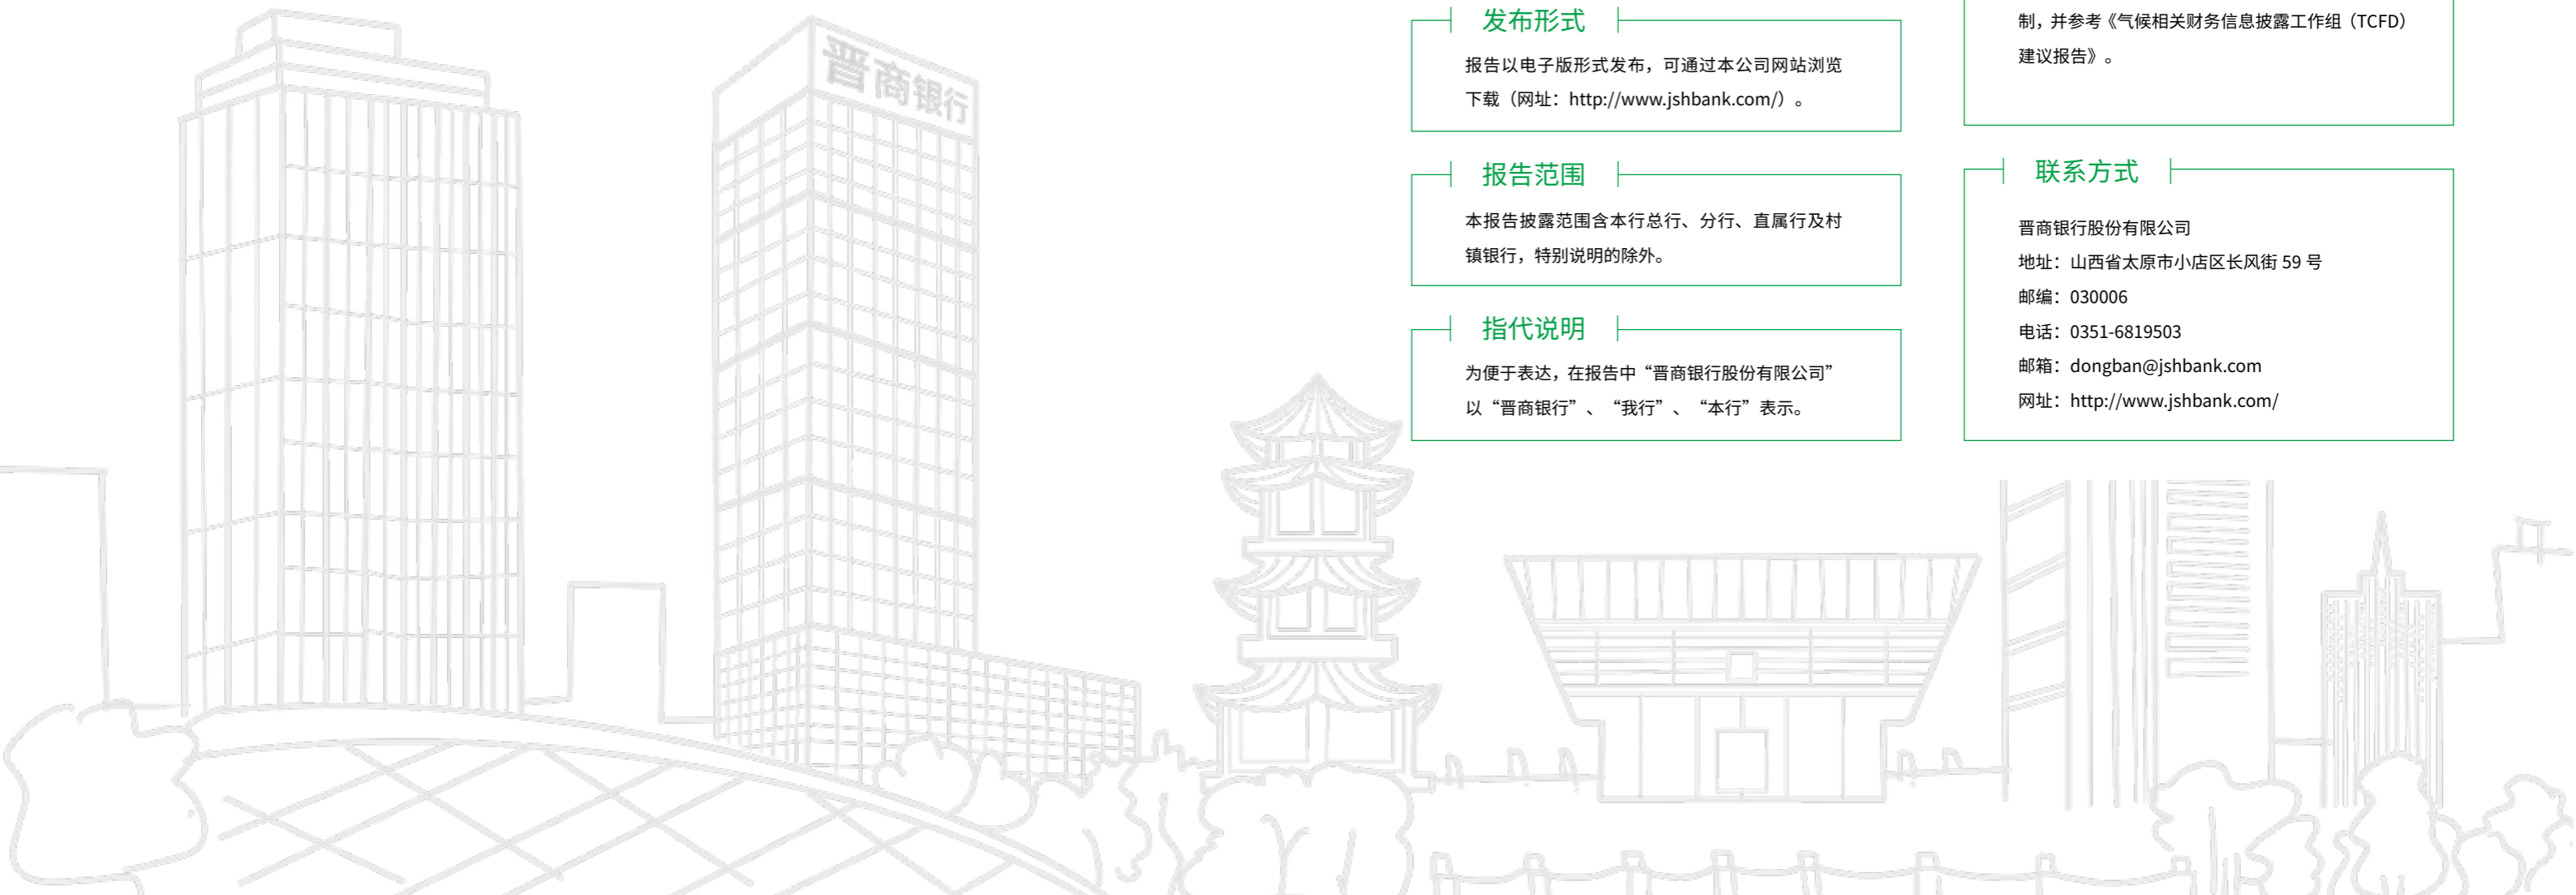 晋商银行
发布形式
报告以电子版形式发布，可通过本公司网站浏览
下载（网址：http://www.jshbank.com/）。
报告范围
本报告披露范围含本行总行、分行、直属行及村
镇银行，特别说明的除外。
指代说明
为便于表达，在报告中“晋商银行股份有限公司”
以“晋商银行”、“我行”、“本行”表示。
制，并参考《气候相关财务信息披露工作组（TCFD）
建议报告》。
联系方式
晋商银行股份有限公司
地址：山西省太原市小店区长风街 59 号
邮编：030006
电话：0351-6819503
邮箱：dongban@jshbank.com
网址：http://www.jshbank.com/